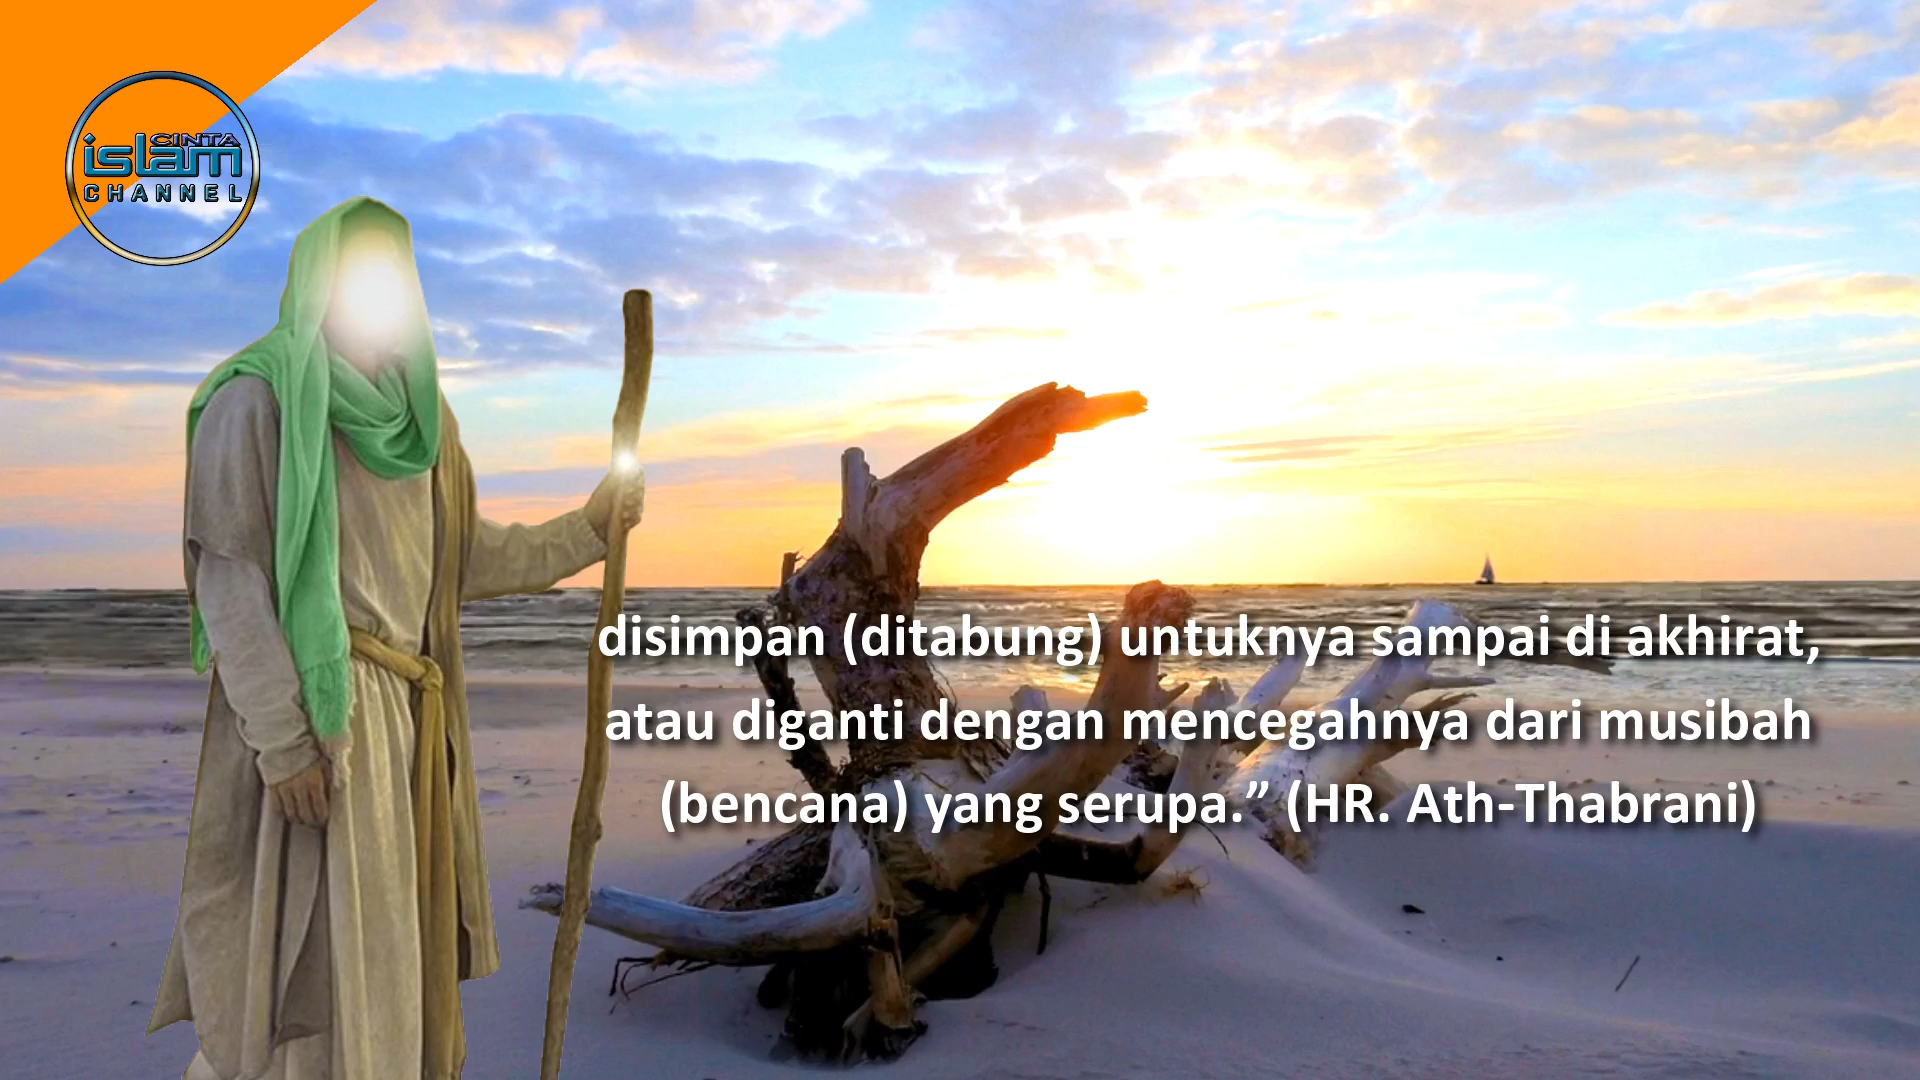 CINTA
islam
CHANNEL
disimpan (ditabung) untuknya sampai di akhirat,
atau diganti dengan mencegahnya dari musibah
(bencana) yang serupa.” (HR. Ath-Thabrani)